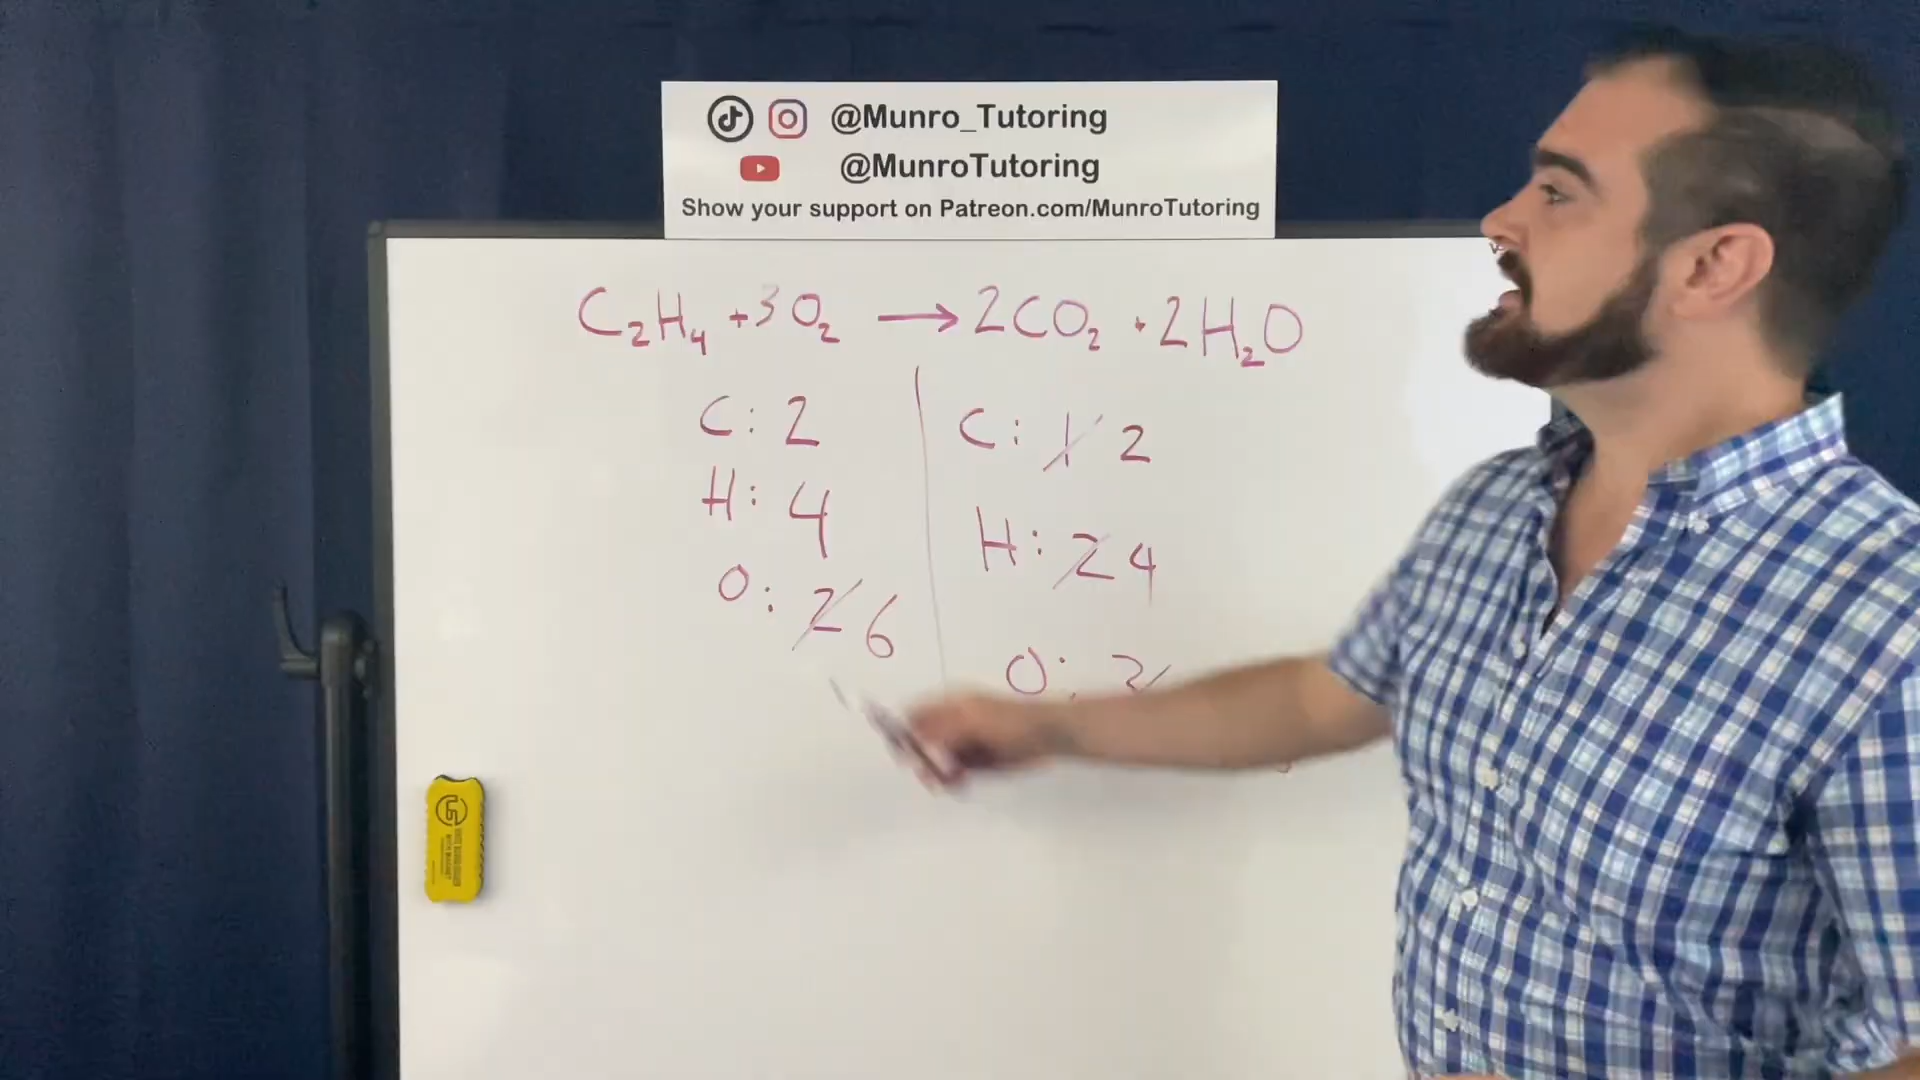 @Munro_Tutoring
@MunroTutoring
Show your support on Patreon.com/MunroTutoring
C₂H₄ + 3O₂ → 2CO₂ + 2H₂O
C: 2
H: 4
O: 2 6
C: 1 2
H: 2 4
O: